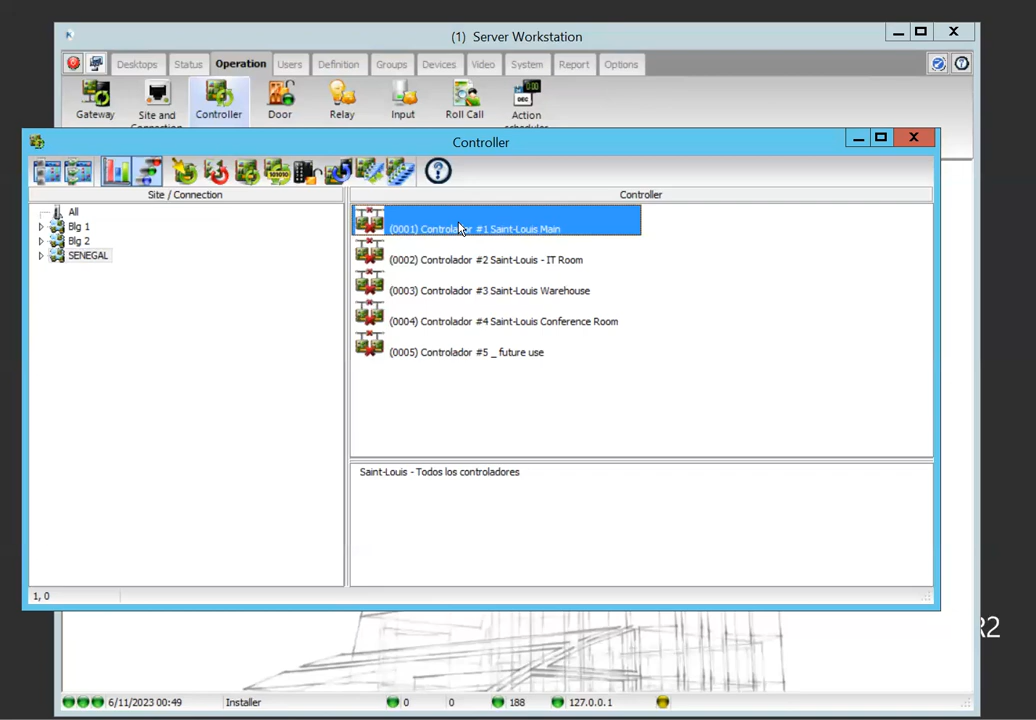 (1) Server Workstation
Desktops Status Operation Users Definition Groups Devices Video System Report Options
Gateway Site and Controller Door Relay Input Roll Call Action
Controller
Site / Connection Controller
All
Blg 1
Blg 2
SENEGAL
(0001) Controlador #1 Saint-Louis Main
(0002) Controlador #2 Saint-Louis - IT Room
(0003) Controlador #3 Saint-Louis Warehouse
(0004) Controlador #4 Saint-Louis Conference Room
(0005) Controlador #5 _ future use
Saint-Louis - Todos los controladores
1, 0
R2
6/11/2023 00:49 Installer 0 0 188 127.0.0.1